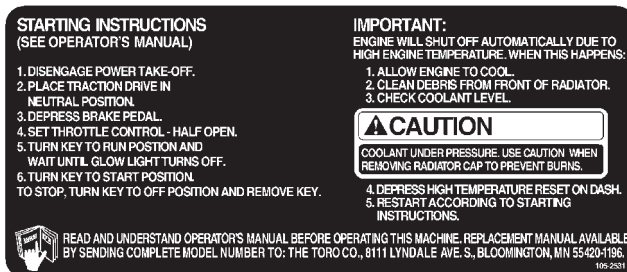 STARTING INSTRUCTIONS
(SEE OPERATOR'S MANUAL)
1. DISENGAGE POWER TAKE-OFF.
2. PLACE TRACTION DRIVE IN
NEUTRAL POSITION.
3. DEPRESS BRAKE PEDAL.
4. SET THROTTLE CONTROL - HALF OPEN.
5. TURN KEY TO RUN POSTION AND
WAIT UNTIL GLOW LIGHT TURNS OFF.
6. TURN KEY TO START POSITION.
TO STOP, TURN KEY TO OFF POSITION AND REMOVE KEY.
IMPORTANT:
ENGINE WILL SHUT OFF AUTOMATICALLY DUE TO
HIGH ENGINE TEMPERATURE. WHEN THIS HAPPENS:
1. ALLOW ENGINE TO COOL.
2. CLEAN DEBRIS FROM FRONT OF RADIATOR.
3. CHECK COOLANT LEVEL.
CAUTION
COOLANT UNDER PRESSURE. USE CAUTION WHEN
REMOVING RADIATOR CAP TO PREVENT BURNS.
4. DEPRESS HIGH TEMPERATURE RESET ON DASH.
5. RESTART ACCORDING TO STARTING
INSTRUCTIONS.
READ AND UNDERSTAND OPERATOR'S MANUAL BEFORE OPERATING THIS MACHINE. REPLACEMENT MANUAL AVAILABLE
BY SENDING COMPLETE MODEL NUMBER TO: THE TORO CO., 8111 LYNDALE AVE. S., BLOOMINGTON, MN 55420-1196.
105-2531